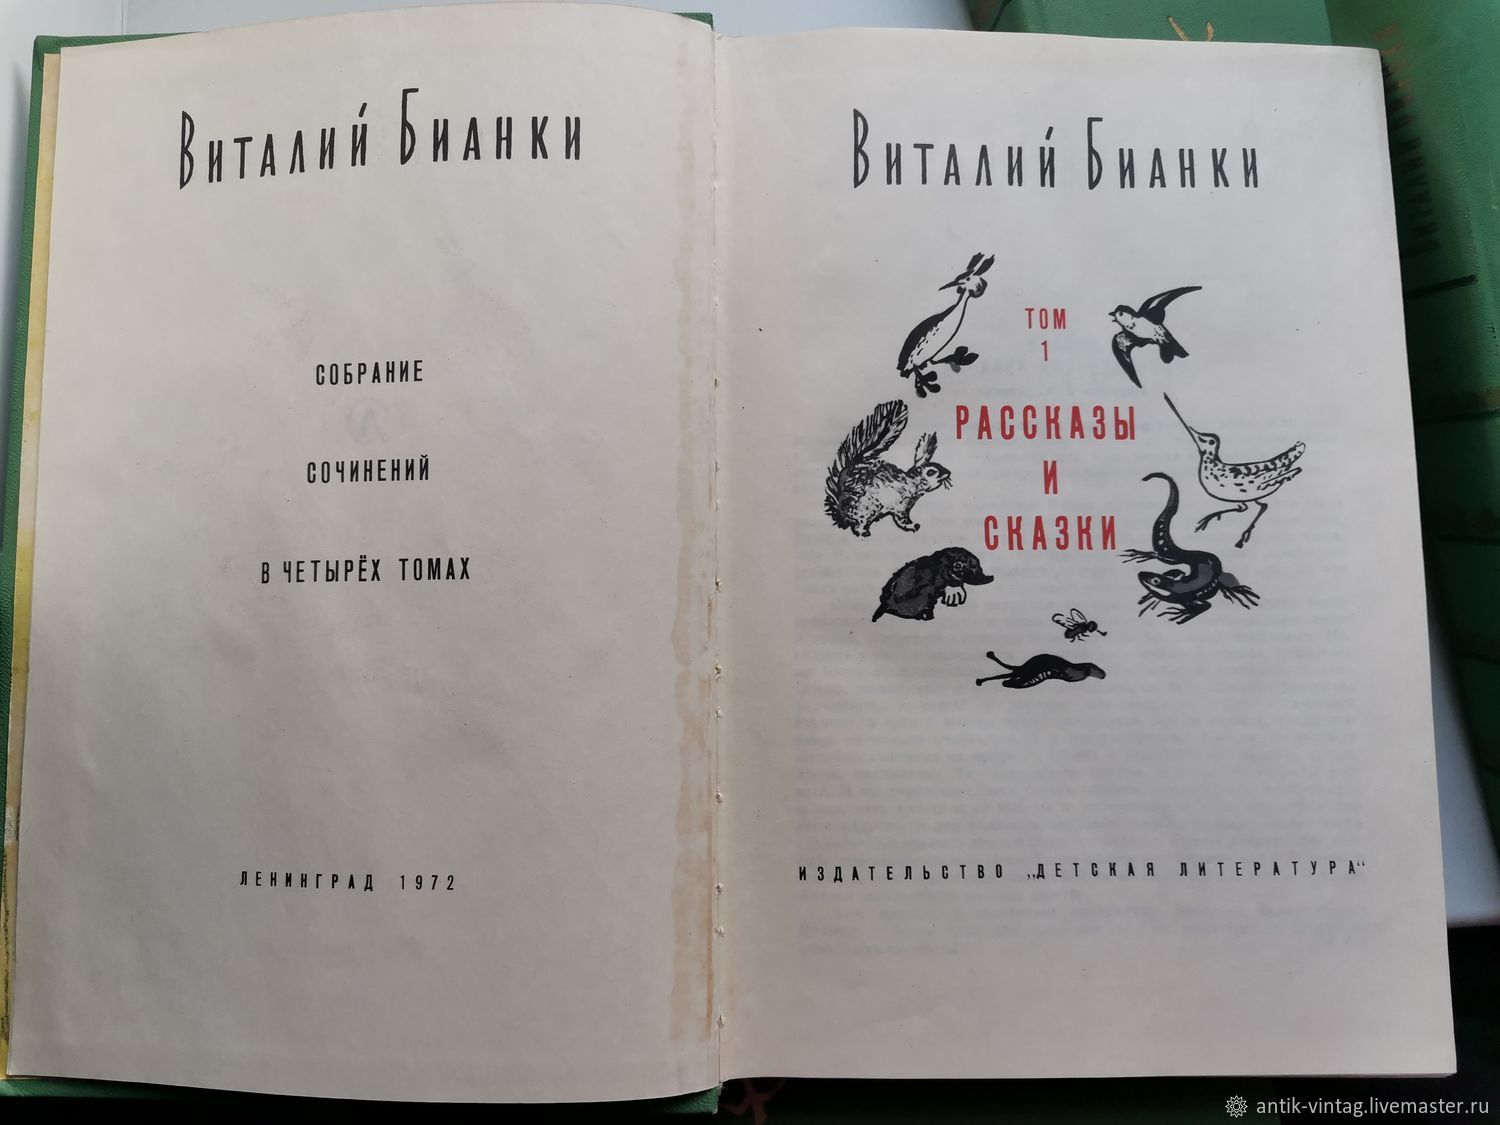 Виталий Бианки
СОБРАНИЕ
СОЧИНЕНИЙ
В ЧЕТЫРЁХ ТОМАХ
ЛЕНИНГРАД 1972
Виталий Бианки
ТОМ
1
РАССКАЗЫ
И
СКАЗКИ
ИЗДАТЕЛЬСТВО „ДЕТСКАЯ ЛИТЕРАТУРА“
ВИТАЛИЙ
antik-vintag.livemaster.ru